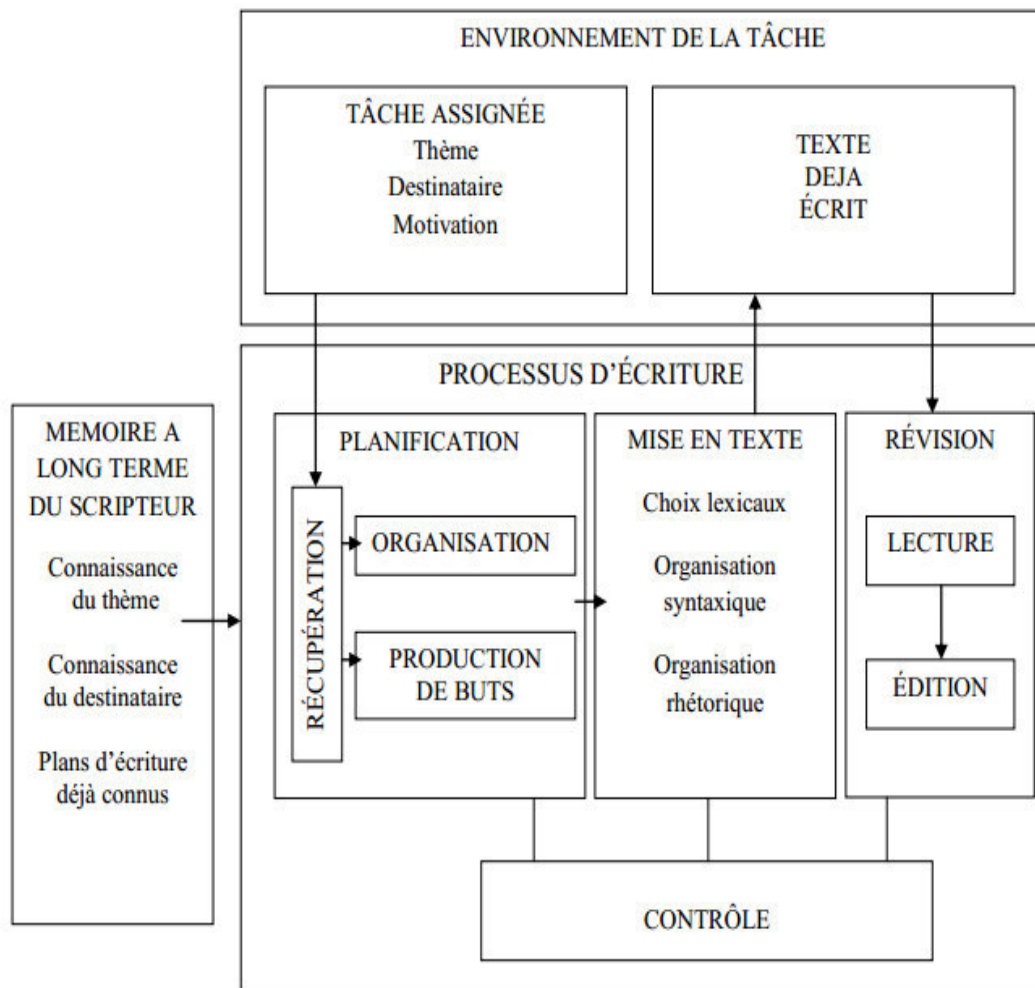 ENVIRONNEMENT DE LA TÂCHE
TÂCHE ASSIGNÉE
Thème
Destinataire
Motivation
TEXTE
DEJA
ÉCRIT
PROCESSUS D’ÉCRITURE
MEMOIRE A
LONG TERME
DU SCRIPTEUR
Connaissance
du thème
Connaissance
du destinataire
Plans d’écriture
déjà connus
PLANIFICATION
RÉCUPÉRATION
ORGANISATION
PRODUCTION
DE BUTS
MISE EN TEXTE
Choix lexicaux
Organisation
syntaxique
Organisation
rhétorique
RÉVISION
LECTURE
ÉDITION
CONTRÔLE